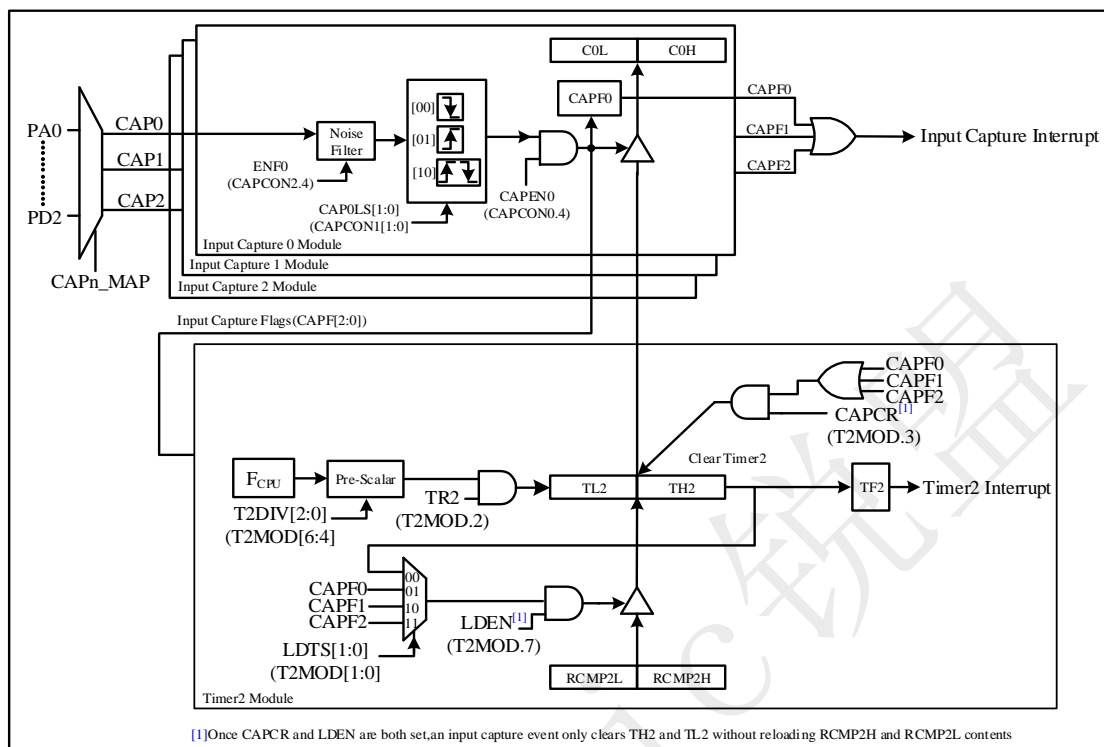 C0L C0H
CAPF0
CAPF0
CAPF1
CAPF2
Input Capture Interrupt
PA0
PD2
CAP0
CAP1
CAP2
CAPn_MAP
Noise
Filter
ENF0
(CAPCON2.4)
[00]
[01]
[10]
CAP0LS[1:0]
(CAPCON1[1:0)
CAPEN0
(CAPCON0.4)
Input Capture 0 Module
Input Capture 1 Module
Input Capture 2 Module
Input Capture Flags(CAPF[2:0])
CAPF0
CAPF1
CAPF2
CAPCR[1]
(T2MOD.3)
Clear Timer2
FCPU
Pre-Scalar
T2DIV[2:0]
(T2MOD[6:4]
TR2
(T2MOD.2)
TL2 TH2
TF2
Timer2 Interrupt
CAPF0
CAPF1
CAPF2
00
01
10
11
LDTS[1:0]
(T2MOD[1:0]
LDEN[1]
(T2MOD.7)
RCMP2L RCMP2H
Timer2 Module
[1]Once CAPCR and LDEN are both set,an input capture event only clears TH2 and TL2 without reloading RCMP2H and RCMP2L contents
ic 锐盟